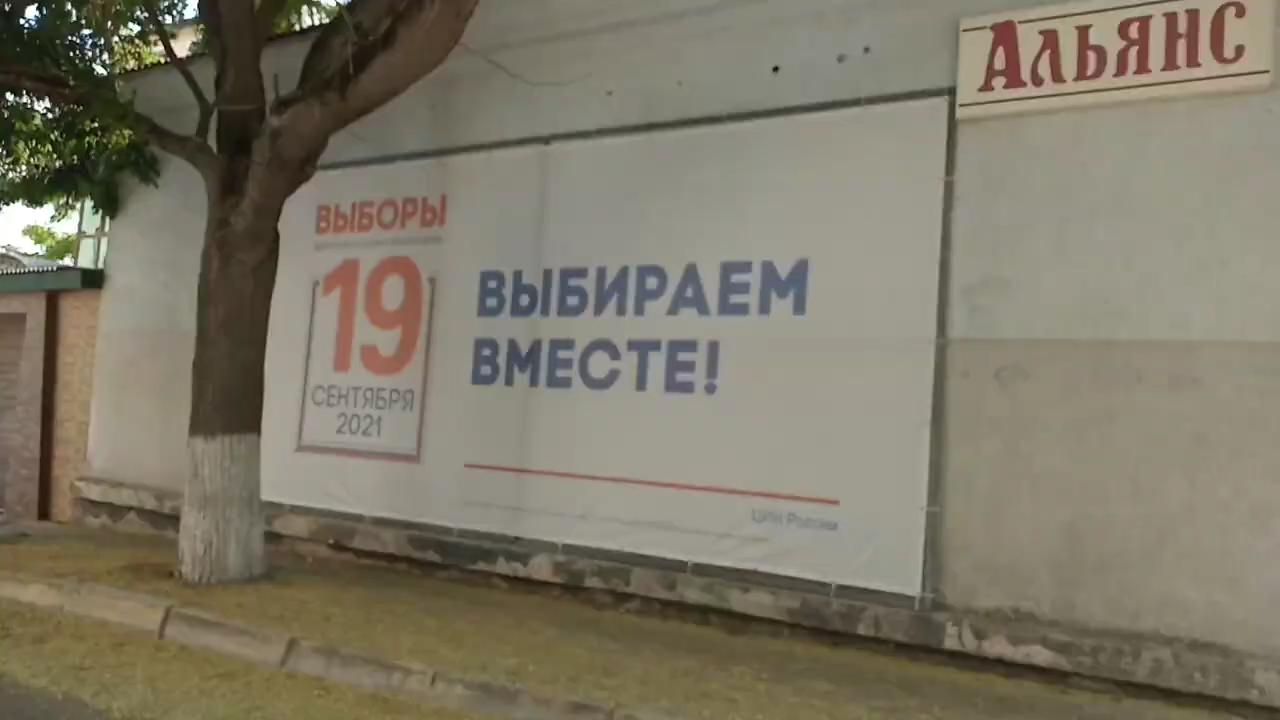 АЛЬЯНС
ВЫБОРЫ
19
СЕНТЯБРЯ
2021
ВЫБИРАЕМ
ВМЕСТЕ!
ЦИК России